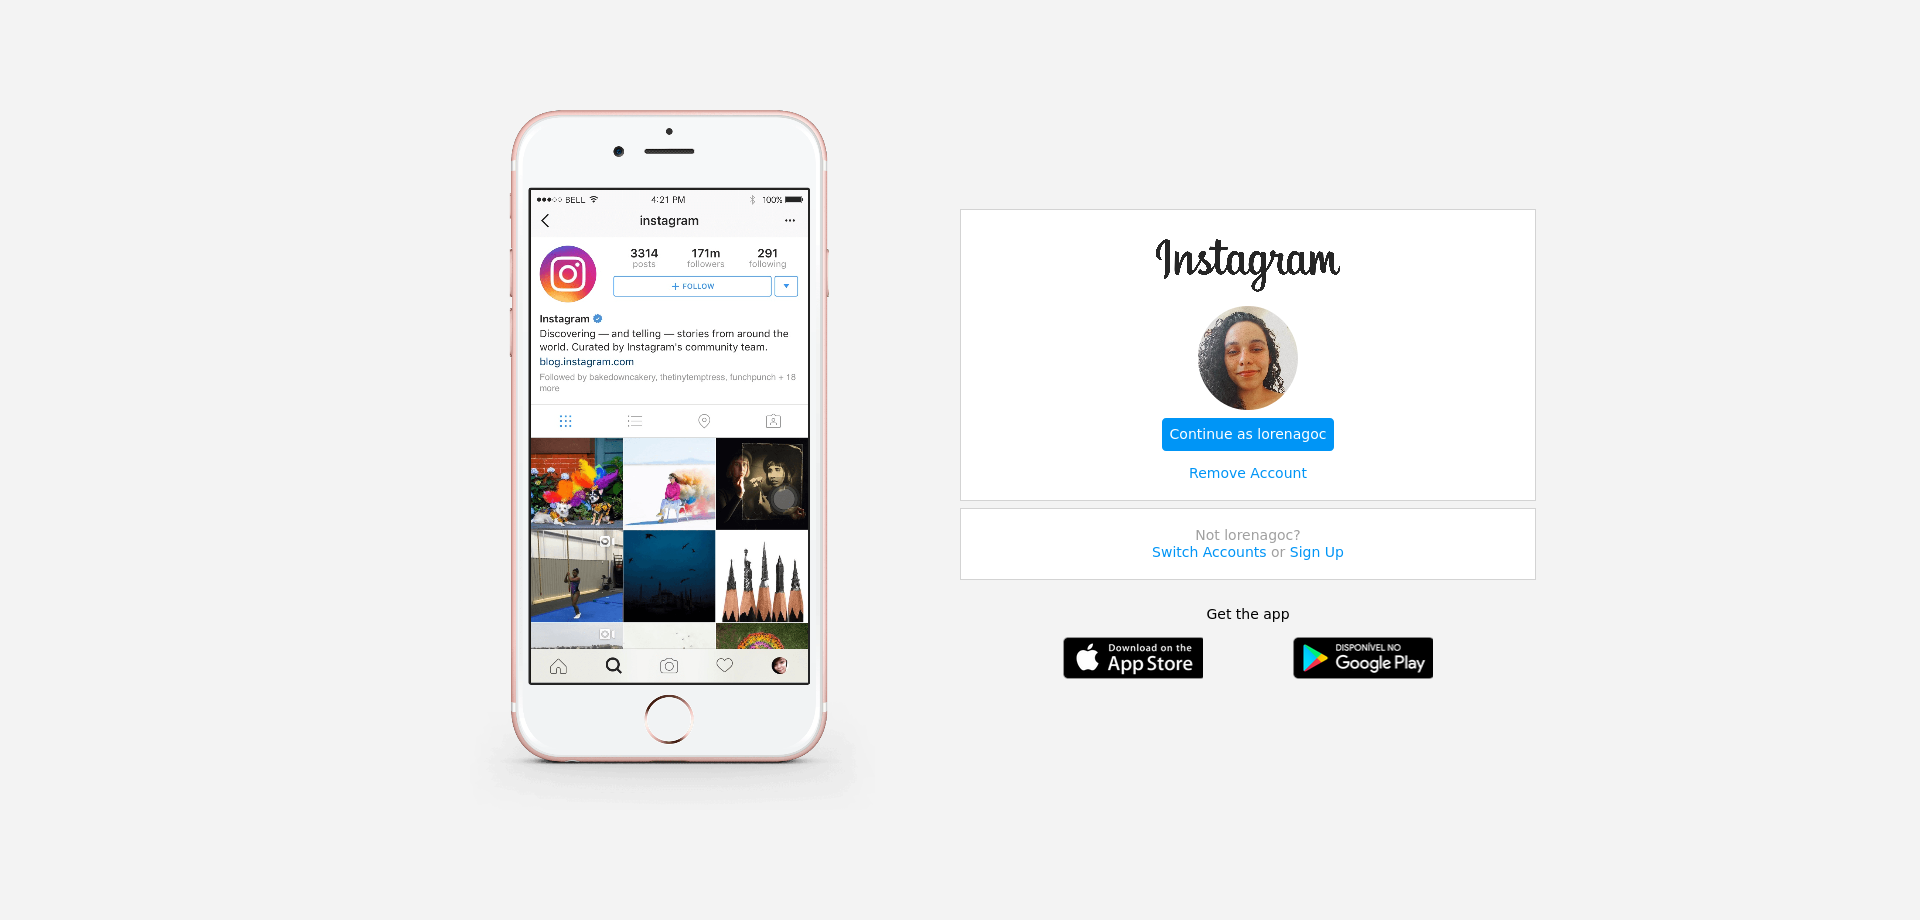 BELL
4:21 PM
100%
instagram
3314
171m
291
posts
followers
following
+ FOLLOW
Instagram
Discovering — and telling — stories from around the
world. Curated by Instagram's community team.
blog.instagram.com
Followed by bakedowncakery, thetinytemptress, funchpunch + 18
more
Instagram
Continue as lorenagoc
Remove Account
Not lorenagoc?
Switch Accounts or Sign Up
Get the app
Download on the
App Store
DISPONÍVEL NO
Google Play